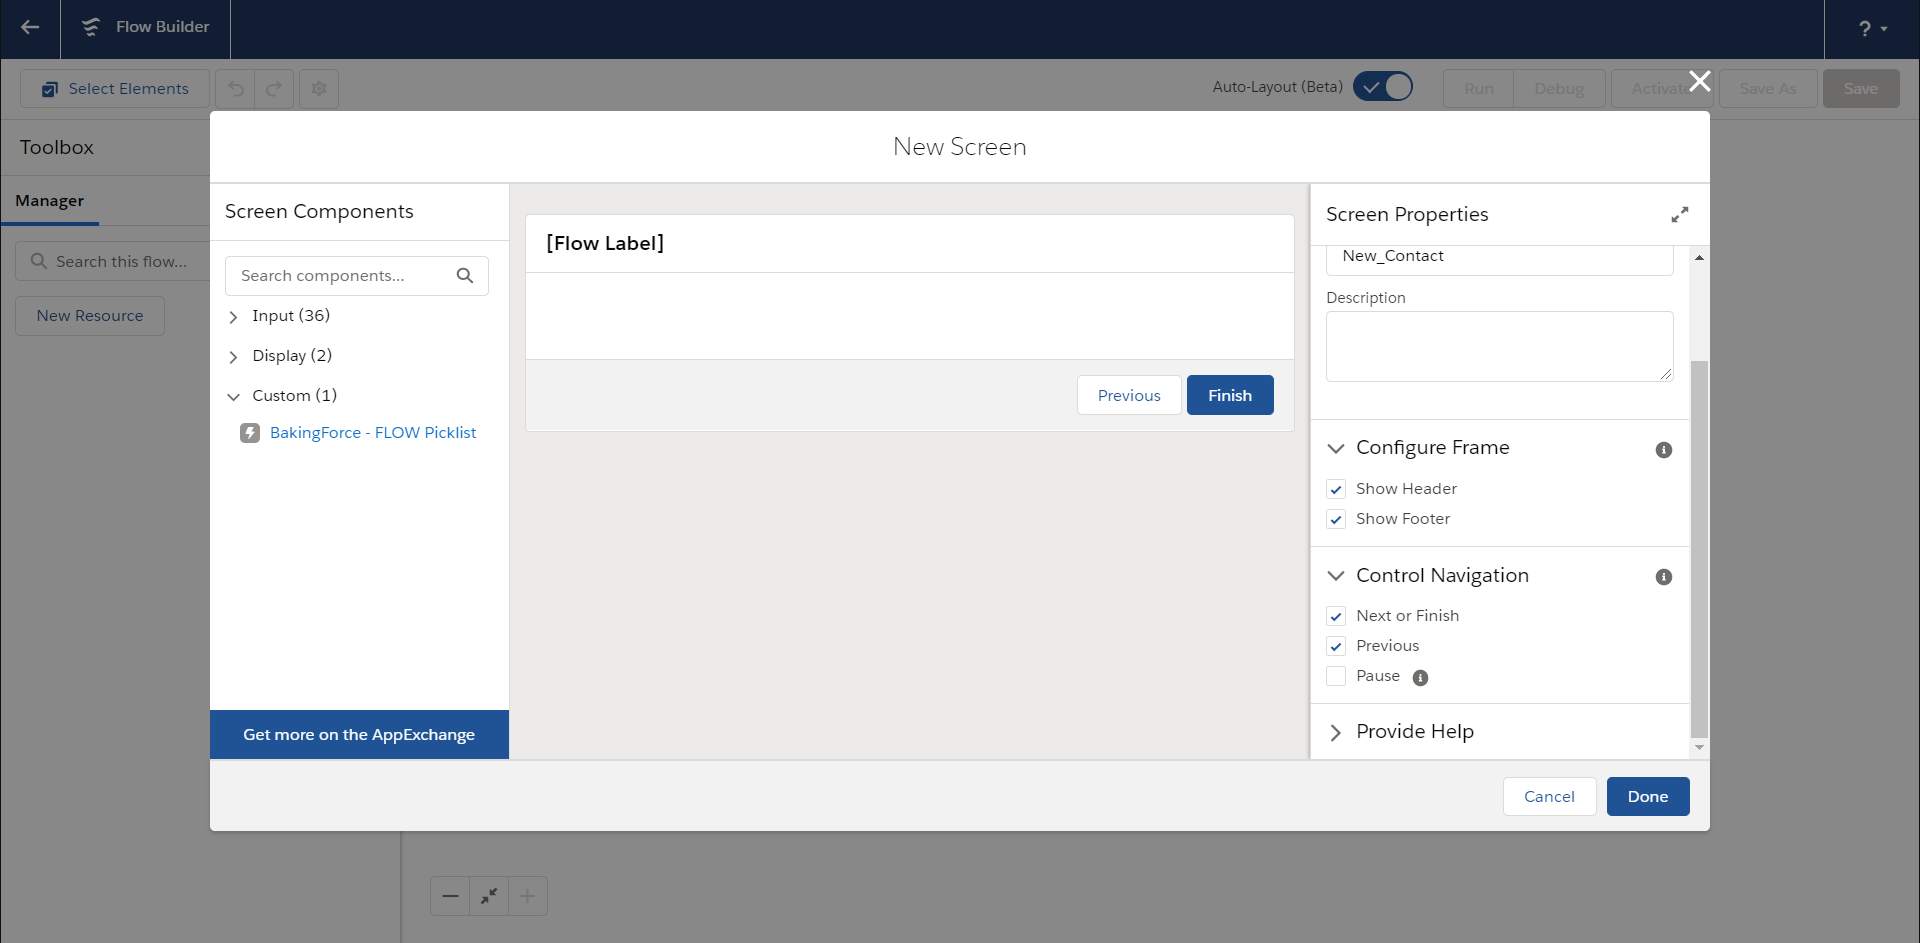 Flow Builder
?
Select Elements
Auto-Layout (Beta)
Run
Debug
Activate
Save As
Save
Toolbox
Manager
Search this flow...
New Resource
New Screen
Screen Components
Search components...
Input (36)
Display (2)
Custom (1)
BakingForce - FLOW Picklist
Get more on the AppExchange
[Flow Label]
Previous
Finish
Screen Properties
New_Contact
Description
Configure Frame
Show Header
Show Footer
Control Navigation
Next or Finish
Previous
Pause
Provide Help
Cancel
Done